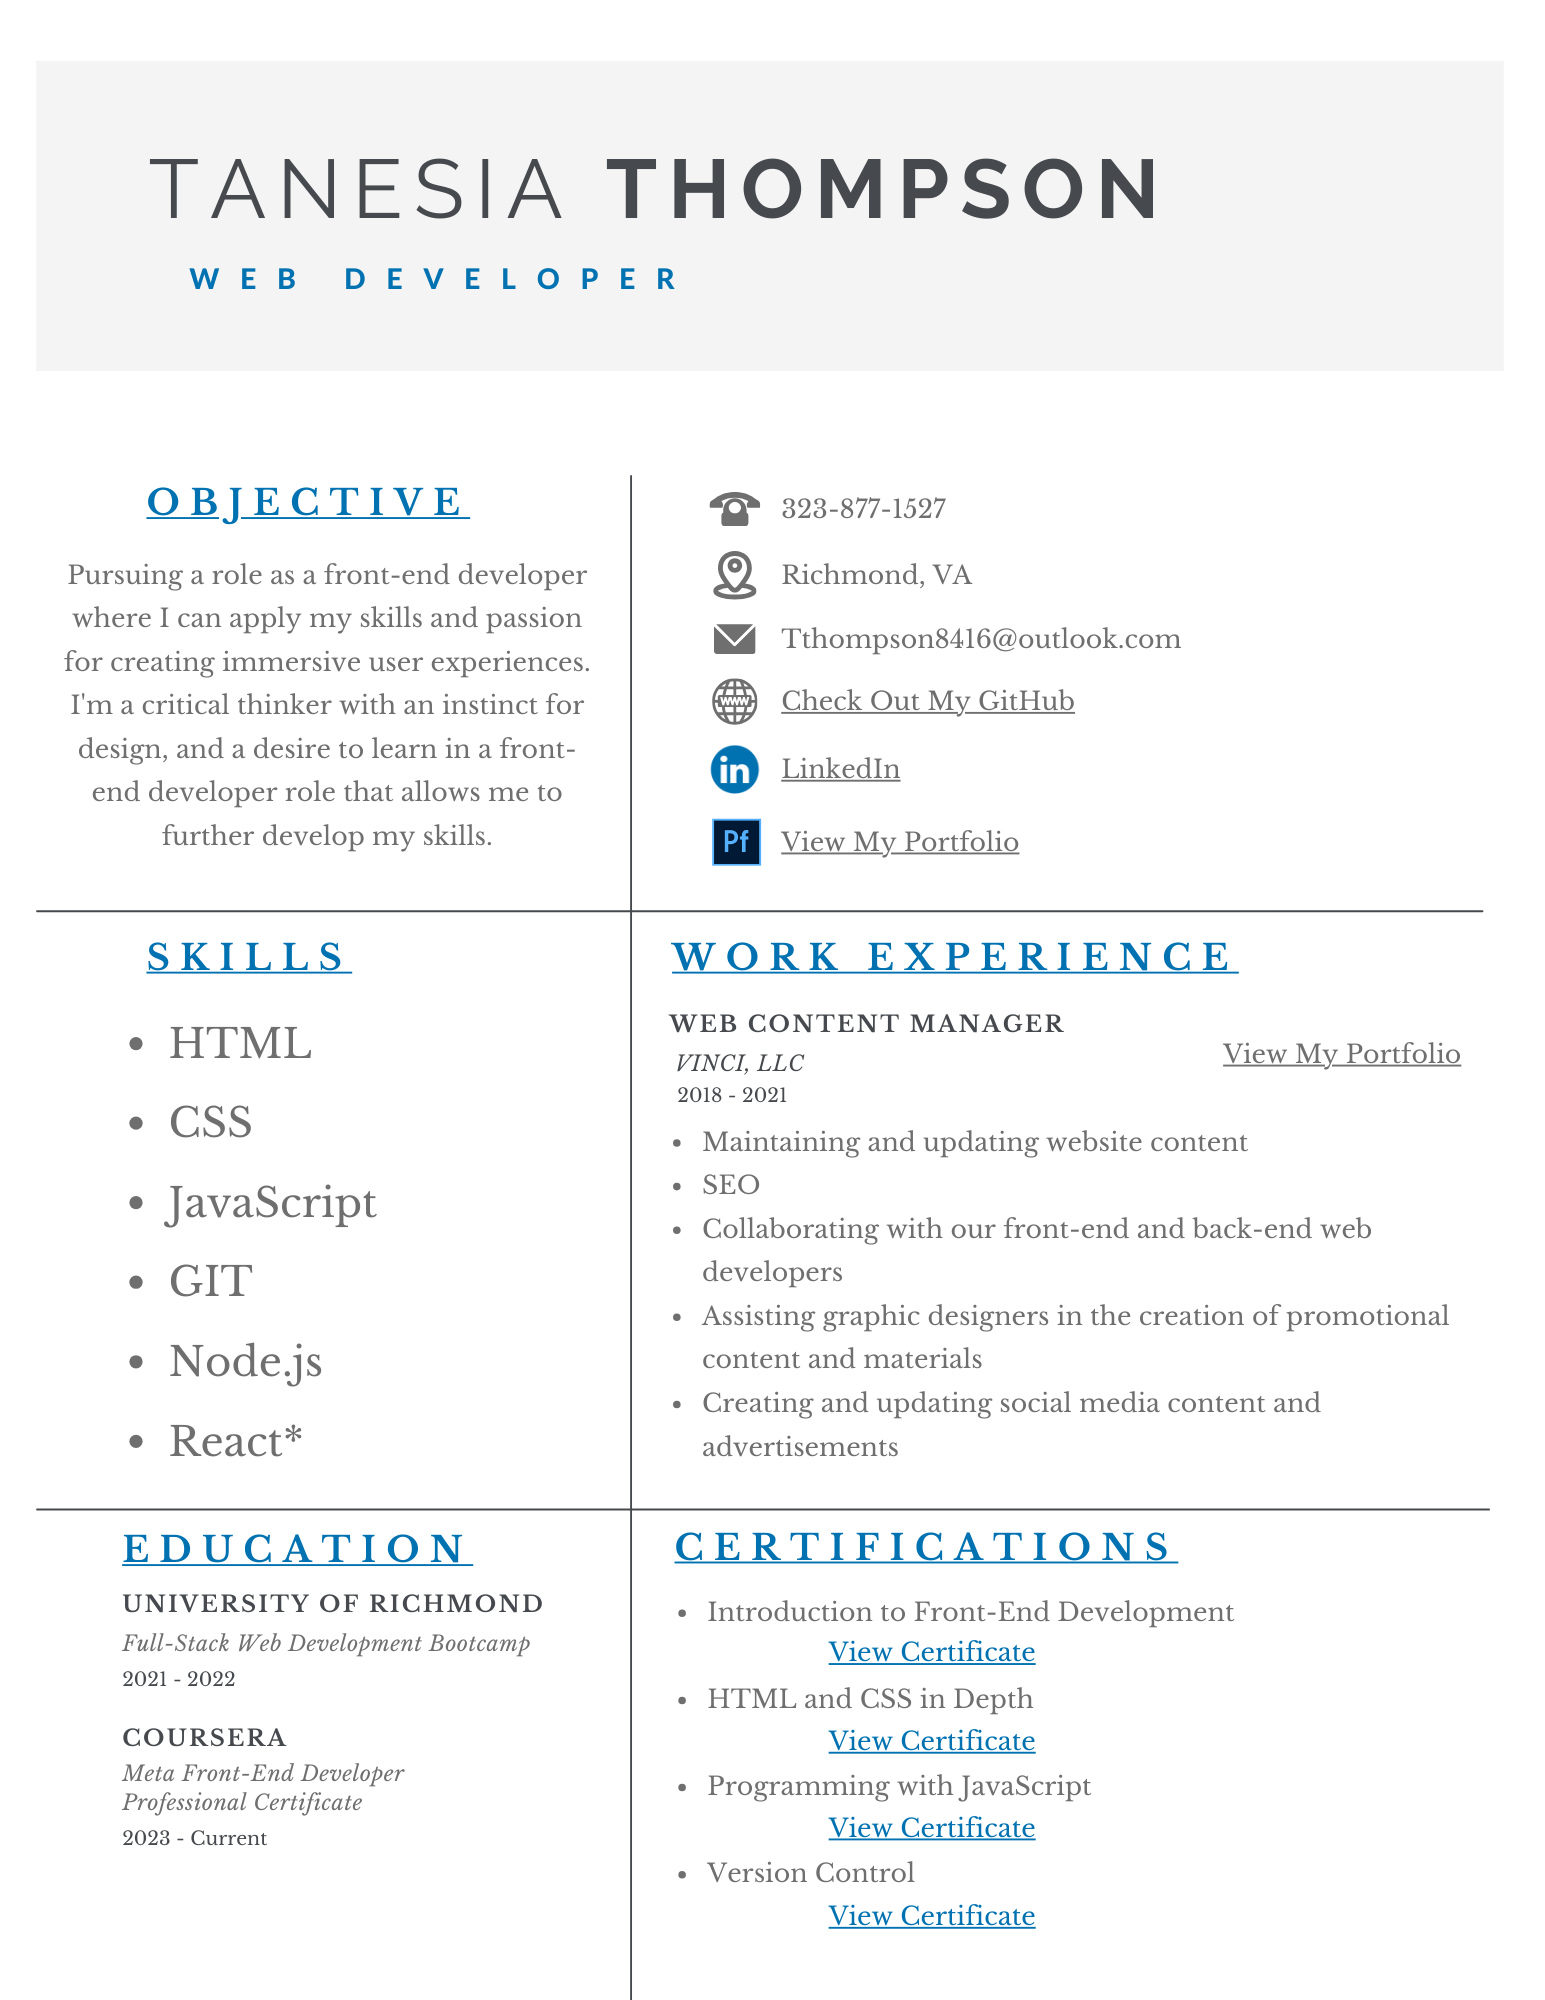 TANESIA THOMPSON
WEB DEVELOPER
OBJECTIVE
Pursuing a role as a front-end developer
where I can apply my skills and passion
for creating immersive user experiences.
I'm a critical thinker with an instinct for
design, and a desire to learn in a front-
end developer role that allows me to
further develop my skills.
323-877-1527
Richmond, VA
Tthompson8416@outlook.com
WWW
Check Out My GitHub
in
LinkedIn
Pf
View My Portfolio
SKILLS
• HTML
• CSS
• JavaScript
• GIT
• Node.js
• React*
WORK EXPERIENCE
WEB CONTENT MANAGER
VINCI, LLC
View My Portfolio
2018 - 2021
• Maintaining and updating website content
• SEO
• Collaborating with our front-end and back-end web
developers
• Assisting graphic designers in the creation of promotional
content and materials
• Creating and updating social media content and
advertisements
EDUCATION
UNIVERSITY OF RICHMOND
Full-Stack Web Development Bootcamp
2021 - 2022
COURSERA
Meta Front-End Developer
Professional Certificate
2023 - Current
CERTIFICATIONS
• Introduction to Front-End Development
View Certificate
• HTML and CSS in Depth
View Certificate
• Programming with JavaScript
View Certificate
• Version Control
View Certificate